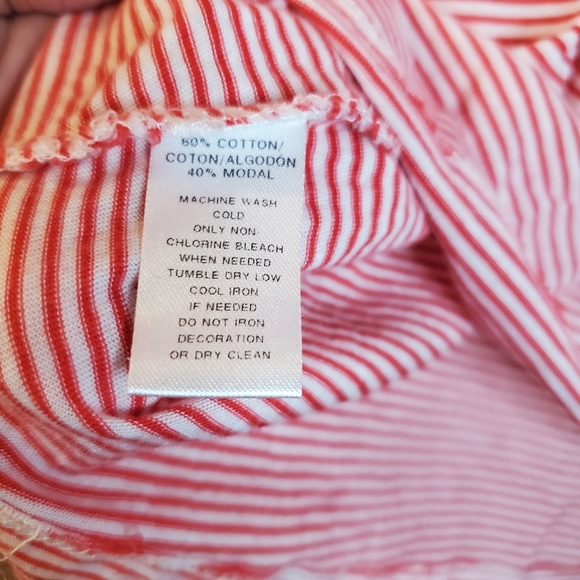 60% COTTON/
COTON/ALGODÓN
40% MODAL
MACHINE WASH
COLD
ONLY NON-
CHLORINE BLEACH
WHEN NEEDED
TUMBLE DRY LOW
COOL IRON
IF NEEDED
DO NOT IRON
DECORATION
OR DRY CLEAN